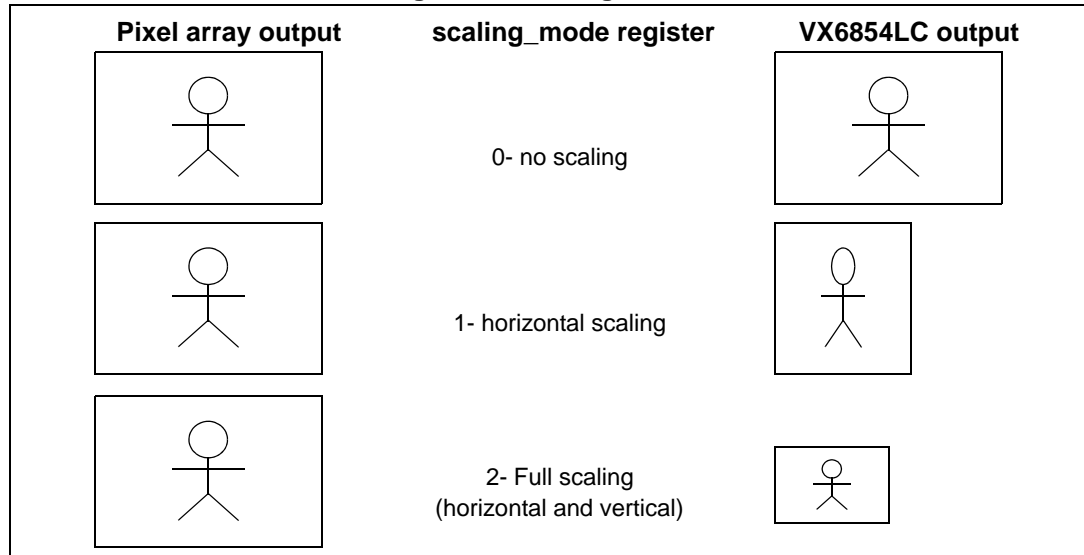 Pixel array output scaling_mode register VX6854LC output
0- no scaling
1- horizontal scaling
2- Full scaling
(horizontal and vertical)